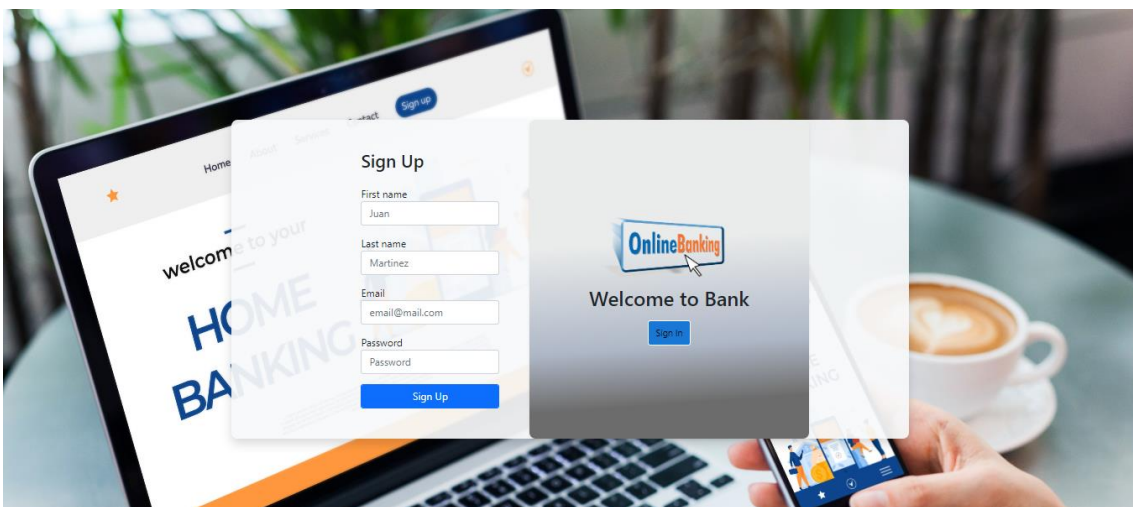 Sign up
Home About Services Contact
welcome to your
HOME
BANKING
Sign Up
First name
Juan
Last name
Martinez
Email
email@mail.com
Password
Password
Sign Up
OnlineBanking
Welcome to Bank
Sign In